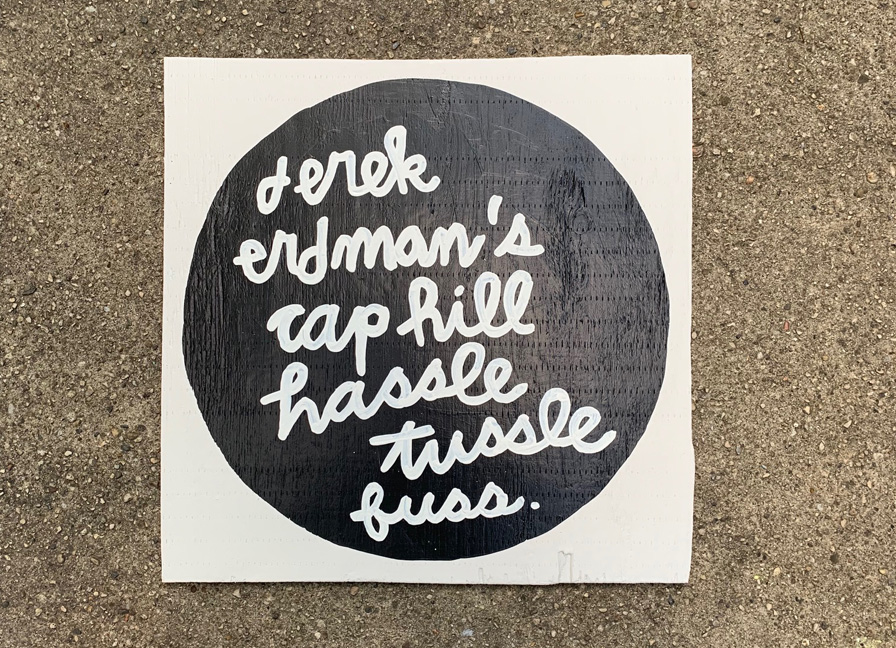 derek
erdman's
cap hill
hassle
tussle
fuss.